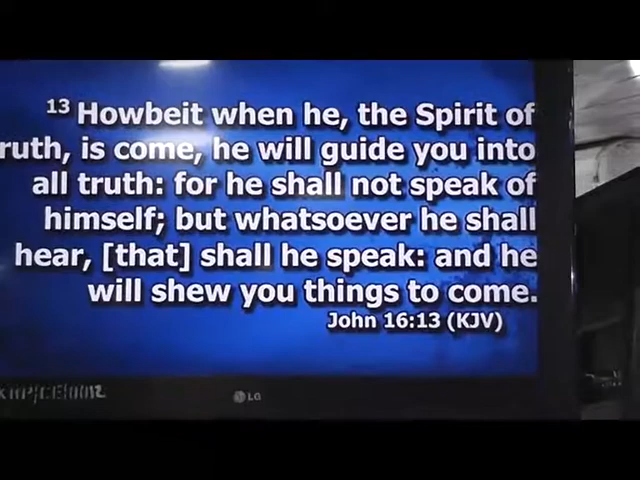 13 Howbeit when he, the Spirit of
ruth, is come, he will guide you into
all truth: for he shall not speak of
himself; but whatsoever he shall
hear, [that] shall he speak: and he
will shew you things to come.
John 16:13 (KJV)
LG